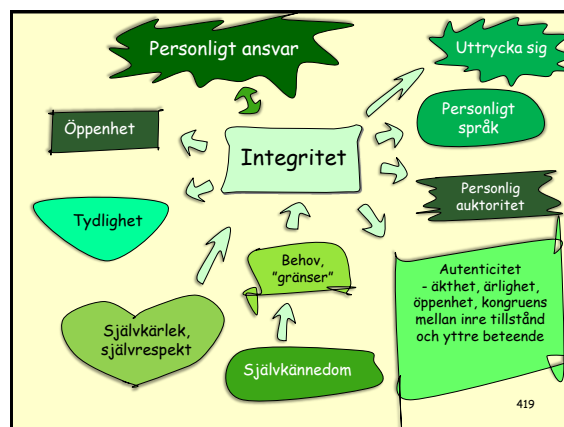 Personligt ansvar
Uttrycka sig
Öppenhet
Personligt
språk
Integritet
Personlig
auktoritet
Tydlighet
Behov,
”gränser”
Autenticitet
- äkthet, ärlighet,
öppenhet, kongruens
mellan inre tillstånd
och yttre beteende
Självkärlek,
självrespekt
Självkännedom
419